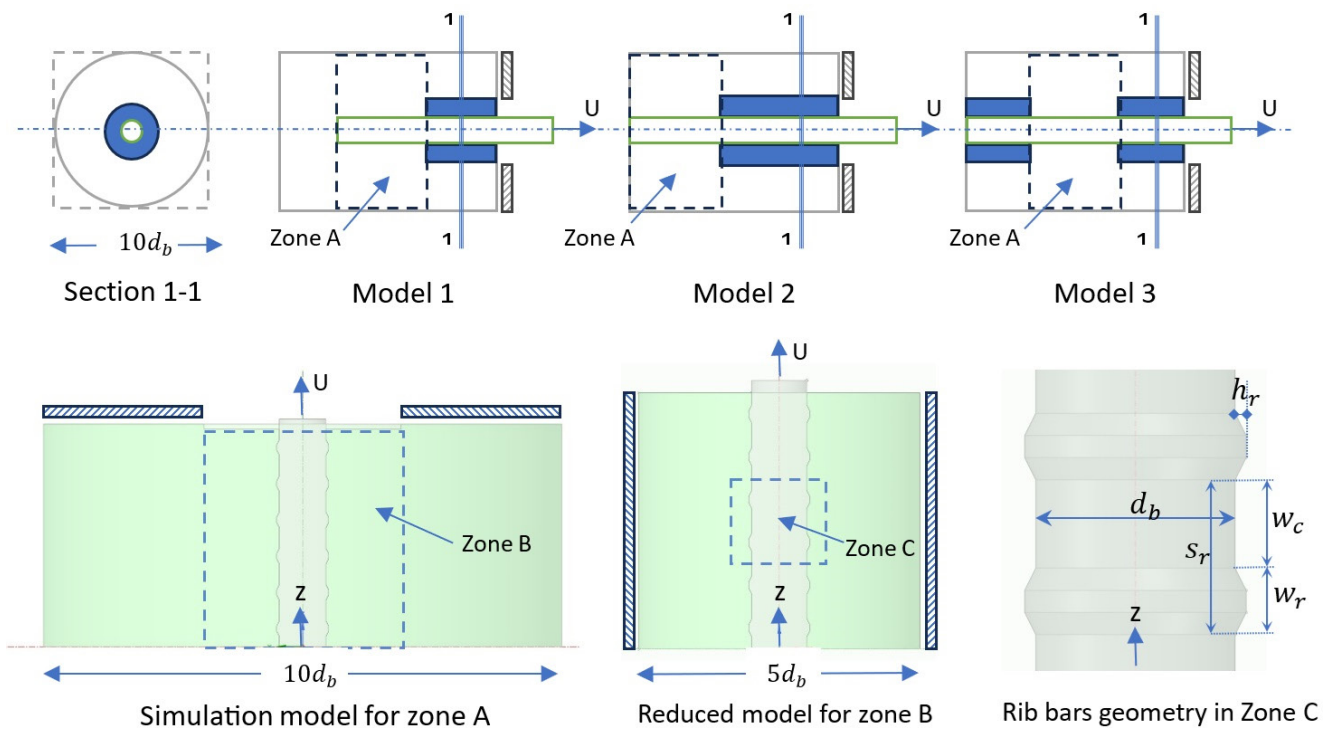 1 1 1
U U U
Zone A Zone A Zone A
1 1 1
10d_b
Section 1-1 Model 1 Model 2 Model 3
U U
h_r
d_b w_c
Zone B Zone C s_r
z z z w_r
10d_b 5d_b
Simulation model for zone A Reduced model for zone B Rib bars geometry in Zone C